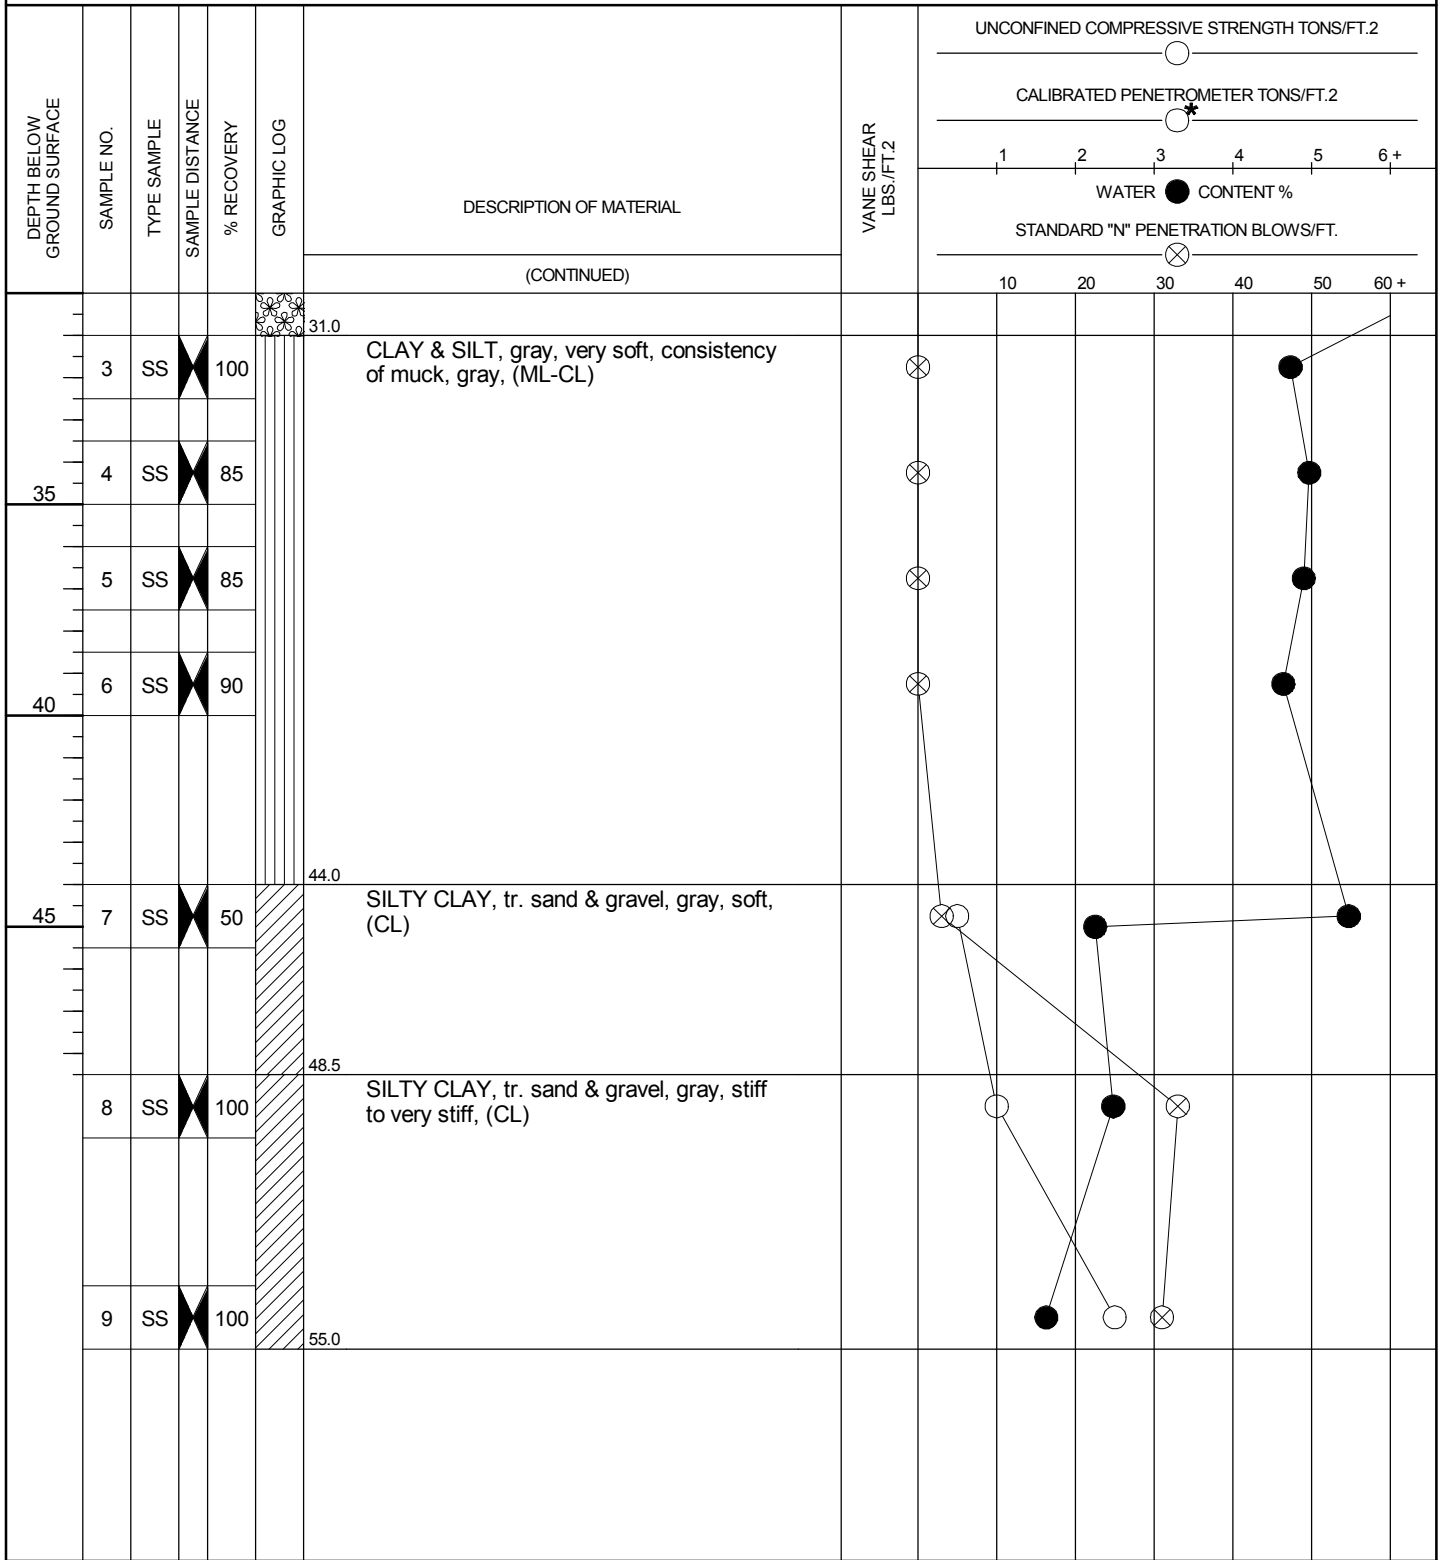 UNCONFINED COMPRESSIVE STRENGTH TONS/FT.2
CALIBRATED PENETROMETER TONS/FT.2
*
1 2 3 4 5 6 +
WATER CONTENT %
STANDARD "N" PENETRATION BLOWS/FT.
10 20 30 40 50 60 +
DEPTH BELOW
GROUND SURFACE
SAMPLE NO.
TYPE SAMPLE
SAMPLE DISTANCE
% RECOVERY
GRAPHIC LOG
DESCRIPTION OF MATERIAL
(CONTINUED)
VANE SHEAR
LBS./FT.2
31.0
3 SS 100 CLAY & SILT, gray, very soft, consistency
of muck, gray, (ML-CL)
4 SS 85
35
5 SS 85
6 SS 90
40
44.0
45 7 SS 50 SILTY CLAY, tr. sand & gravel, gray, soft,
(CL)
48.5
8 SS 100 SILTY CLAY, tr. sand & gravel, gray, stiff
to very stiff, (CL)
9 SS 100
55.0